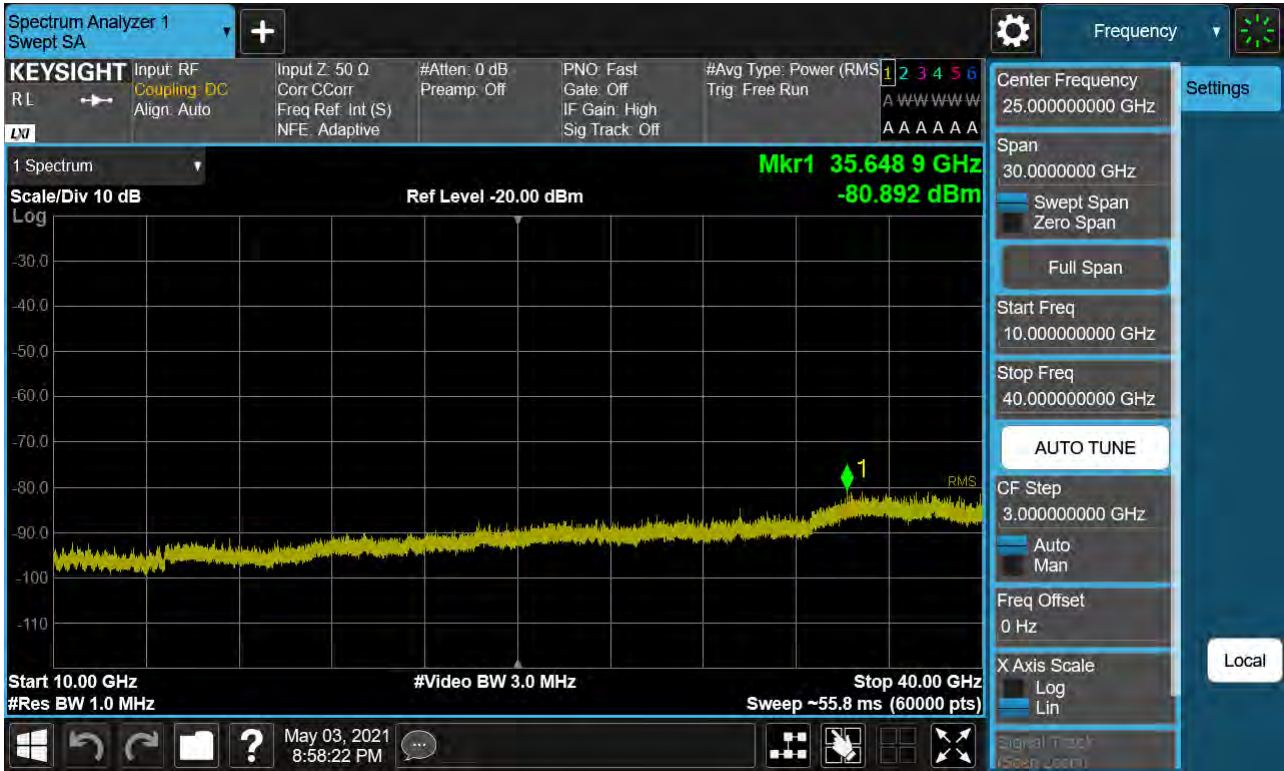 Spectrum Analyzer 1
Swept SA
Frequency
KEYSIGHT
R L
LXI
Input: RF
Coupling: DC
Align: Auto
Input Z: 50 Ω
Corr CCorr
Freq Ref: Int (S)
NFE: Adaptive
#Atten: 0 dB
Preamp: Off
PNO: Fast
Gate: Off
IF Gain: High
Sig Track: Off
#Avg Type: Power (RMS
Trig: Free Run
1 2 3 4 5 6
A W W W W W
A A A A A A
1 Spectrum
Scale/Div 10 dB
Log
Ref Level -20.00 dBm
Mkr1 35.648 9 GHz
-80.892 dBm
-30.0
-40.0
-50.0
-60.0
-70.0
-80.0
-90.0
-100
-110
1
RMS
Start 10.00 GHz
#Res BW 1.0 MHz
#Video BW 3.0 MHz
Stop 40.00 GHz
Sweep ~55.8 ms (60000 pts)
Center Frequency
25.000000000 GHz
Span
30.0000000 GHz
Swept Span
Zero Span
Full Span
Start Freq
10.000000000 GHz
Stop Freq
40.000000000 GHz
AUTO TUNE
CF Step
3.000000000 GHz
Auto
Man
Freq Offset
0 Hz
X Axis Scale
Log
Lin
Signal Track
(Span Zoom)
Settings
Local
?
May 03, 2021
8:58:22 PM